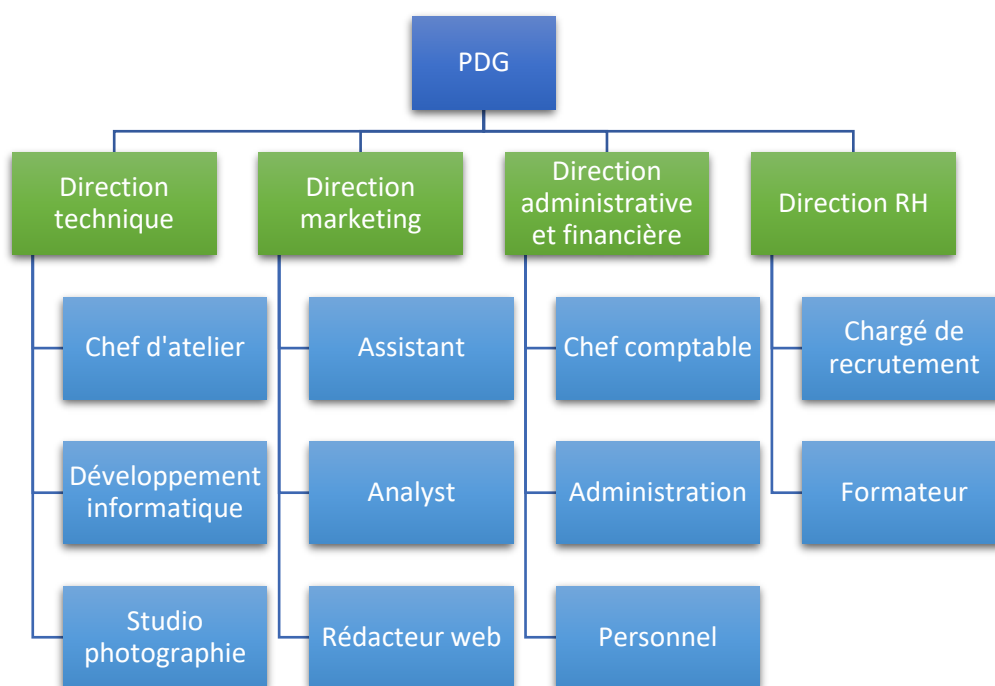 PDG
Direction
technique
Direction
marketing
Direction
administrative
et financière
Direction RH
Chef d'atelier
Assistant
Chef comptable
Chargé de
recrutement
Développement
informatique
Analyst
Administration
Formateur
Studio
photographie
Rédacteur web
Personnel